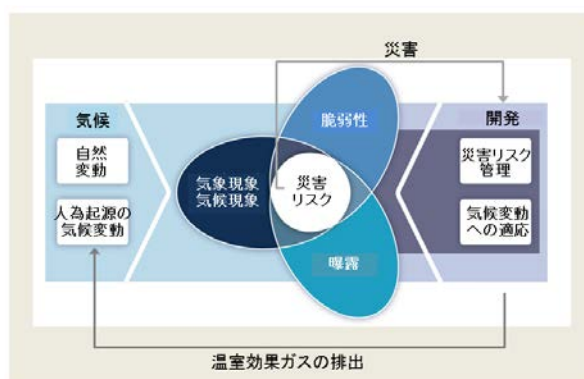 災害
気候
自然
変動
人為起源の
気候変動
気象現象
気候現象
脆弱性
災害
リスク
曝露
開発
災害リスク
管理
気候変動
への適応
温室効果ガスの排出